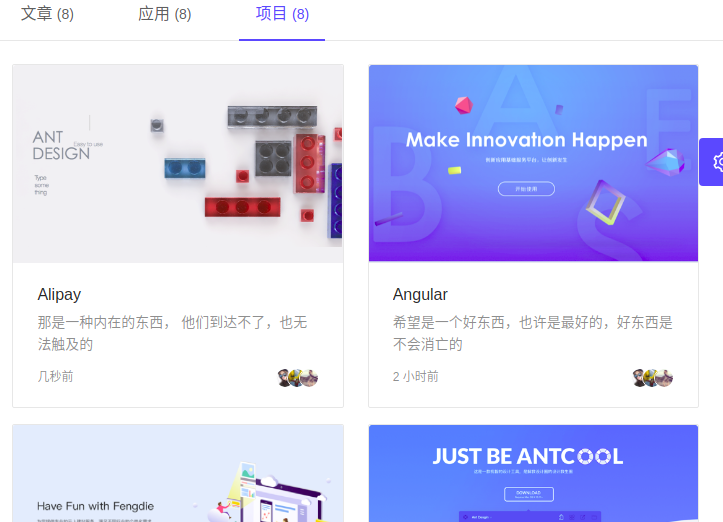 文章 (8)
应用 (8)
项目 (8)
ANT
DESIGN
Easy to use
Type
some
thing
Make Innovation Happen
开始使用
Alipay
那是一种内在的东西， 他们到达不了，也无
法触及的
几秒前
Angular
希望是一个好东西，也许是最好的，好东西是
不会消亡的
2 小时前
Have Fun with Fengdie
JUST BE ANTCOOL
DOWNLOAD
Ant Design